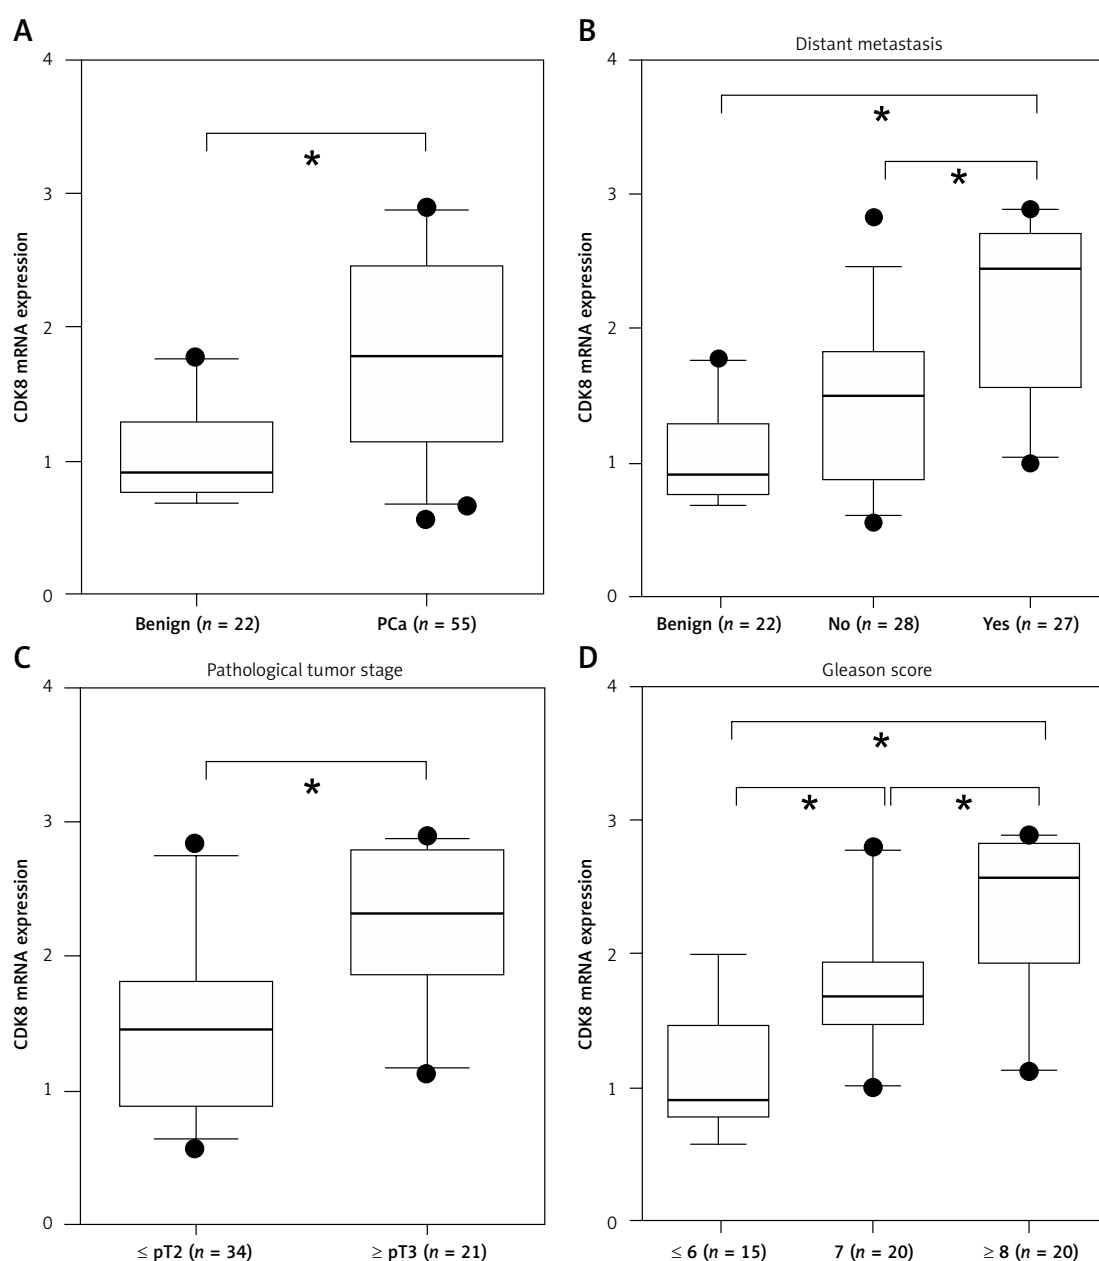 A
4
3
2
1
0
CDK8 mRNA expression
*
Benign (n = 22)
PCa (n = 55)
B
Distant metastasis
4
3
2
1
0
CDK8 mRNA expression
*
*
Benign (n = 22)
No (n = 28)
Yes (n = 27)
C
Pathological tumor stage
4
3
2
1
0
CDK8 mRNA expression
*
≤ pT2 (n = 34)
≥ pT3 (n = 21)
D
Gleason score
4
3
2
1
0
CDK8 mRNA expression
*
*
*
≤ 6 (n = 15)
7 (n = 20)
≥ 8 (n = 20)